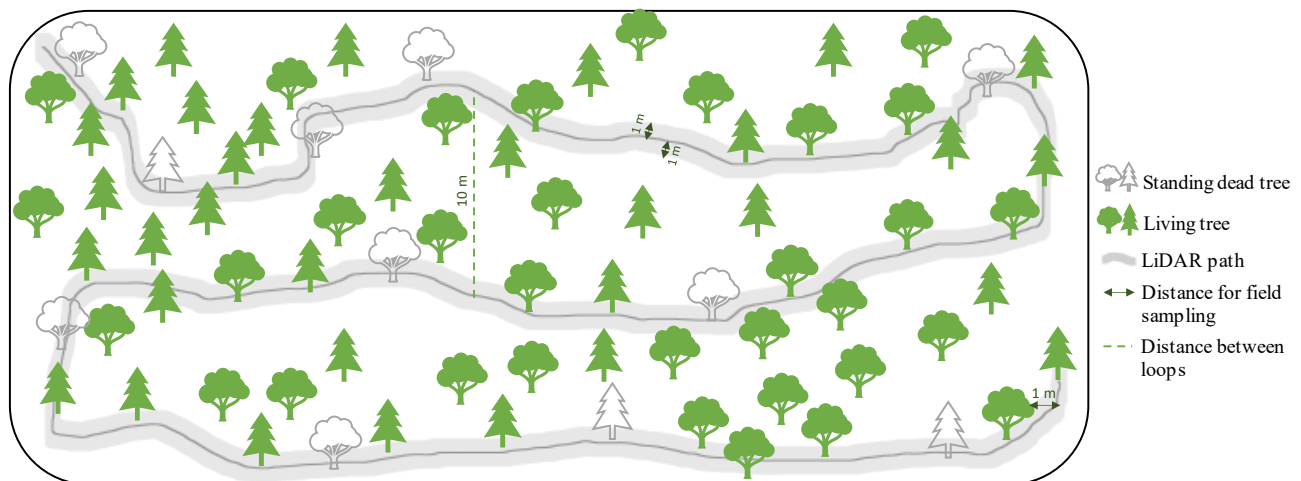 1 m
1 m
10 m
1 m
Standing dead tree
Living tree
LiDAR path
Distance for field
sampling
Distance between
loops